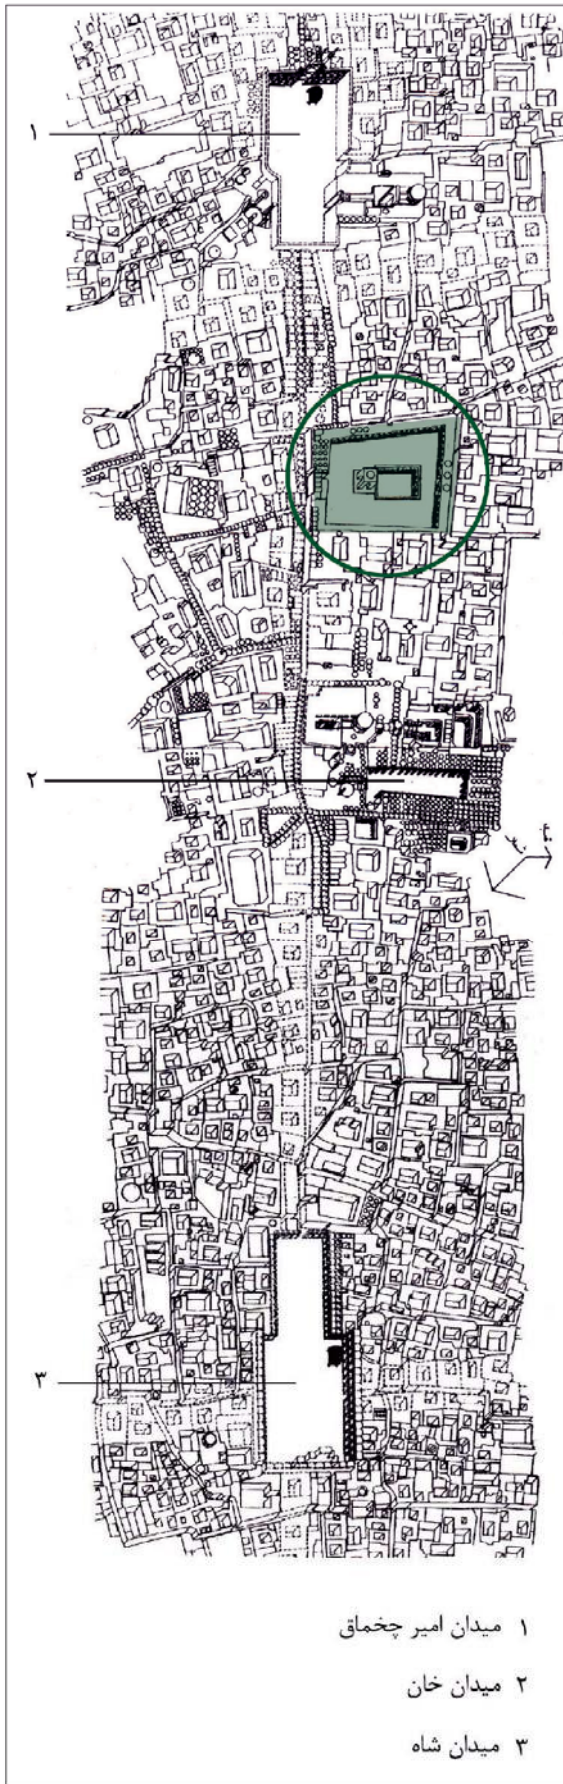 ۱
۲
۳
۱ میدان امیر چخماق
۲ میدان خان
۳ میدان شاه